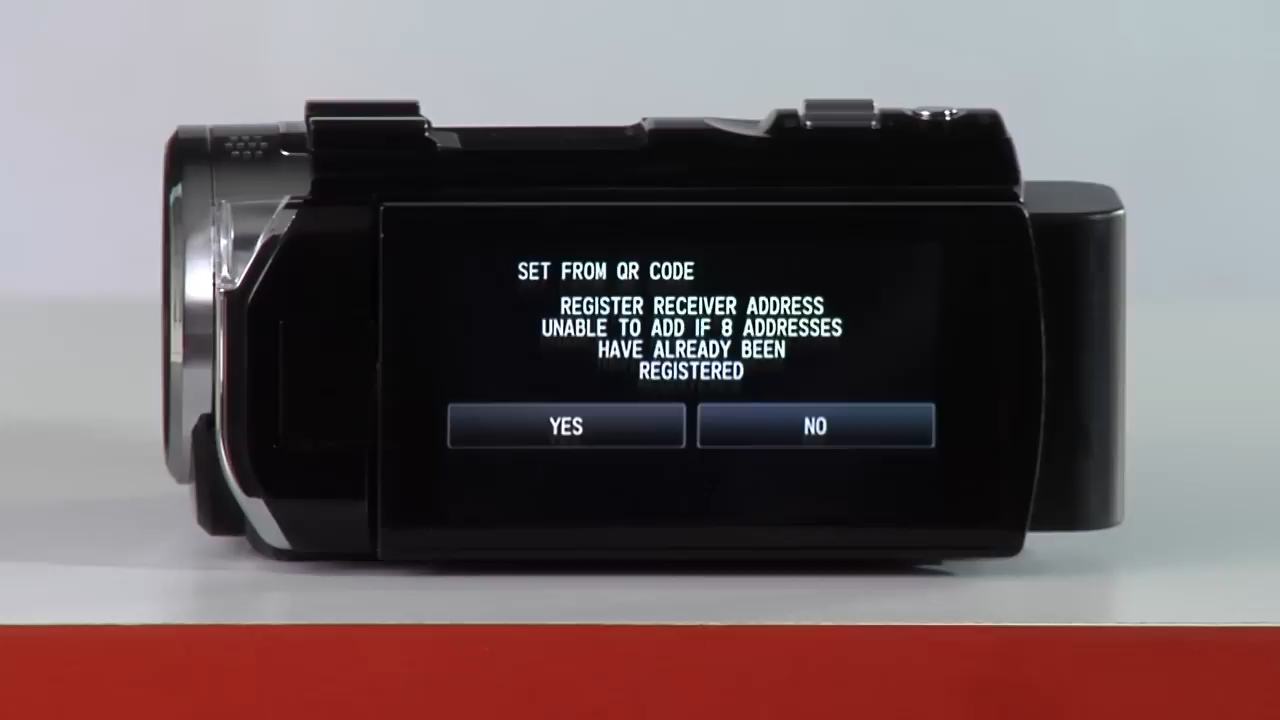 SET FROM QR CODE
REGISTER RECEIVER ADDRESS
UNABLE TO ADD IF 8 ADDRESSES
HAVE ALREADY BEEN
REGISTERED
YES
NO